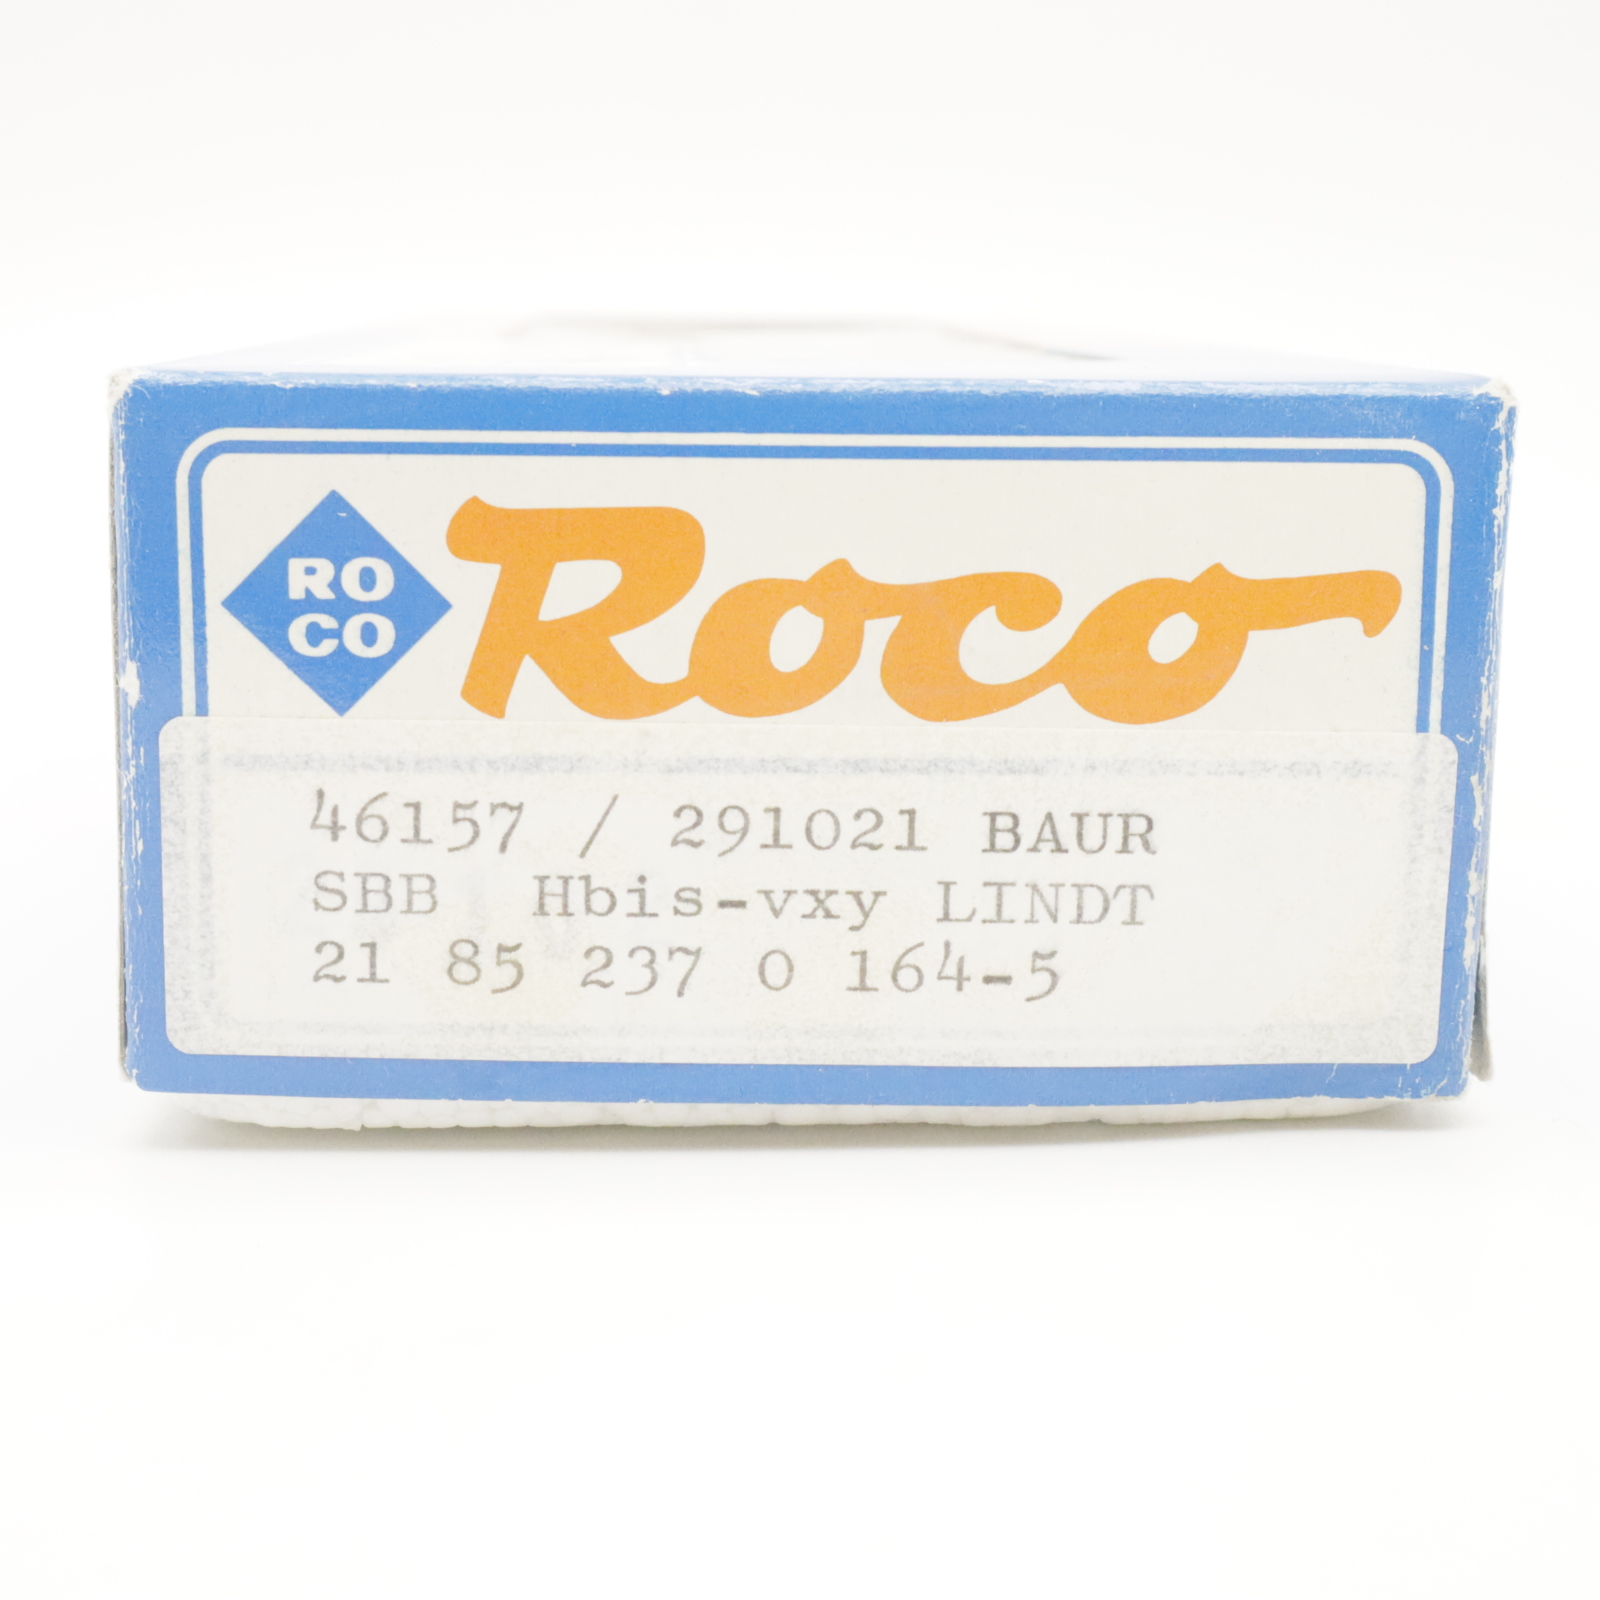 RO
CO
Roco
46157 / 291021 BAUR
SBB Hbis-vxy LINDT
21 85 237 0 164-5